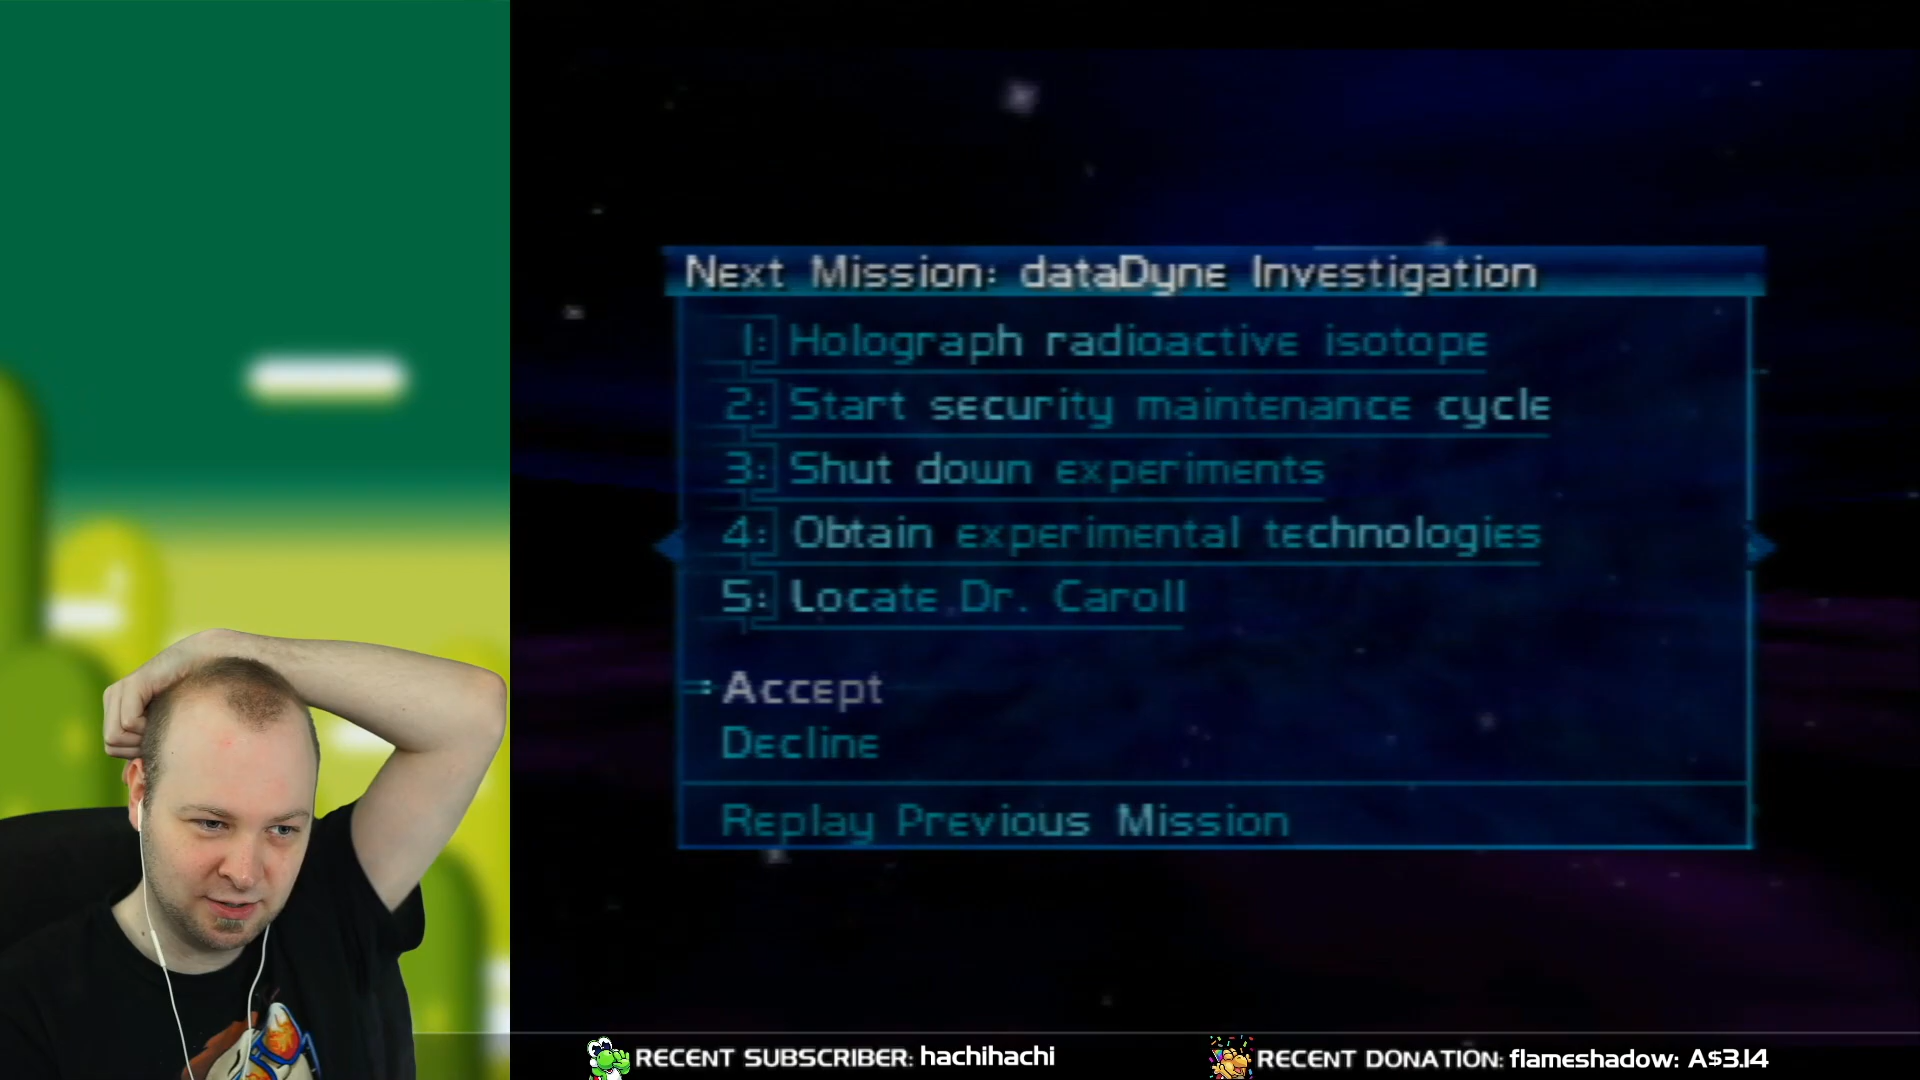 Next Mission: dataDyne Investigation
1: Holograph radioactive isotope
2: Start security maintenance cycle
3: Shut down experiments
4: Obtain experimental technologies
5: Locate Dr. Caroll
Accept
Decline
Replay Previous Mission
RECENT SUBSCRIBER: hachihachi
RECENT DONATION: flameshadow: A$3.14